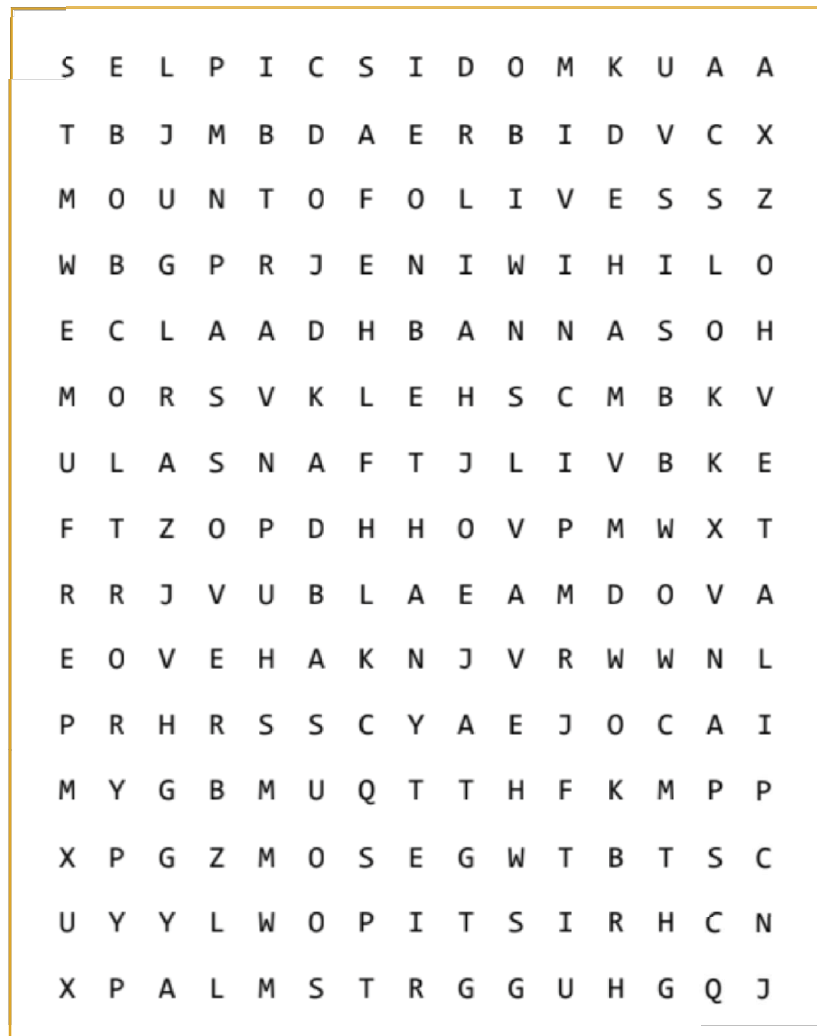 S E L P I C S I D O M K U A A
T B J M B D A E R B I D V C X
M O U N T O F O L I V E S S Z
W B G P R J E N I W I H I L O
E C L A A D H B A N N A S O H
M O R S V K L E H S C M B K V
U L A S N A F T J L I V B K E
F T Z O P D H H O V P M W X T
R R J V U B L A E A M D O V A
E O V E H A K N J V R W W N L
P R H R S S C Y A E J O C A I
M Y G B M U Q T T H F K M P P
X P G Z M O S E G W T B T S C
U Y Y L W O P I T S I R H C N
X P A L M S T R G G U H G Q J